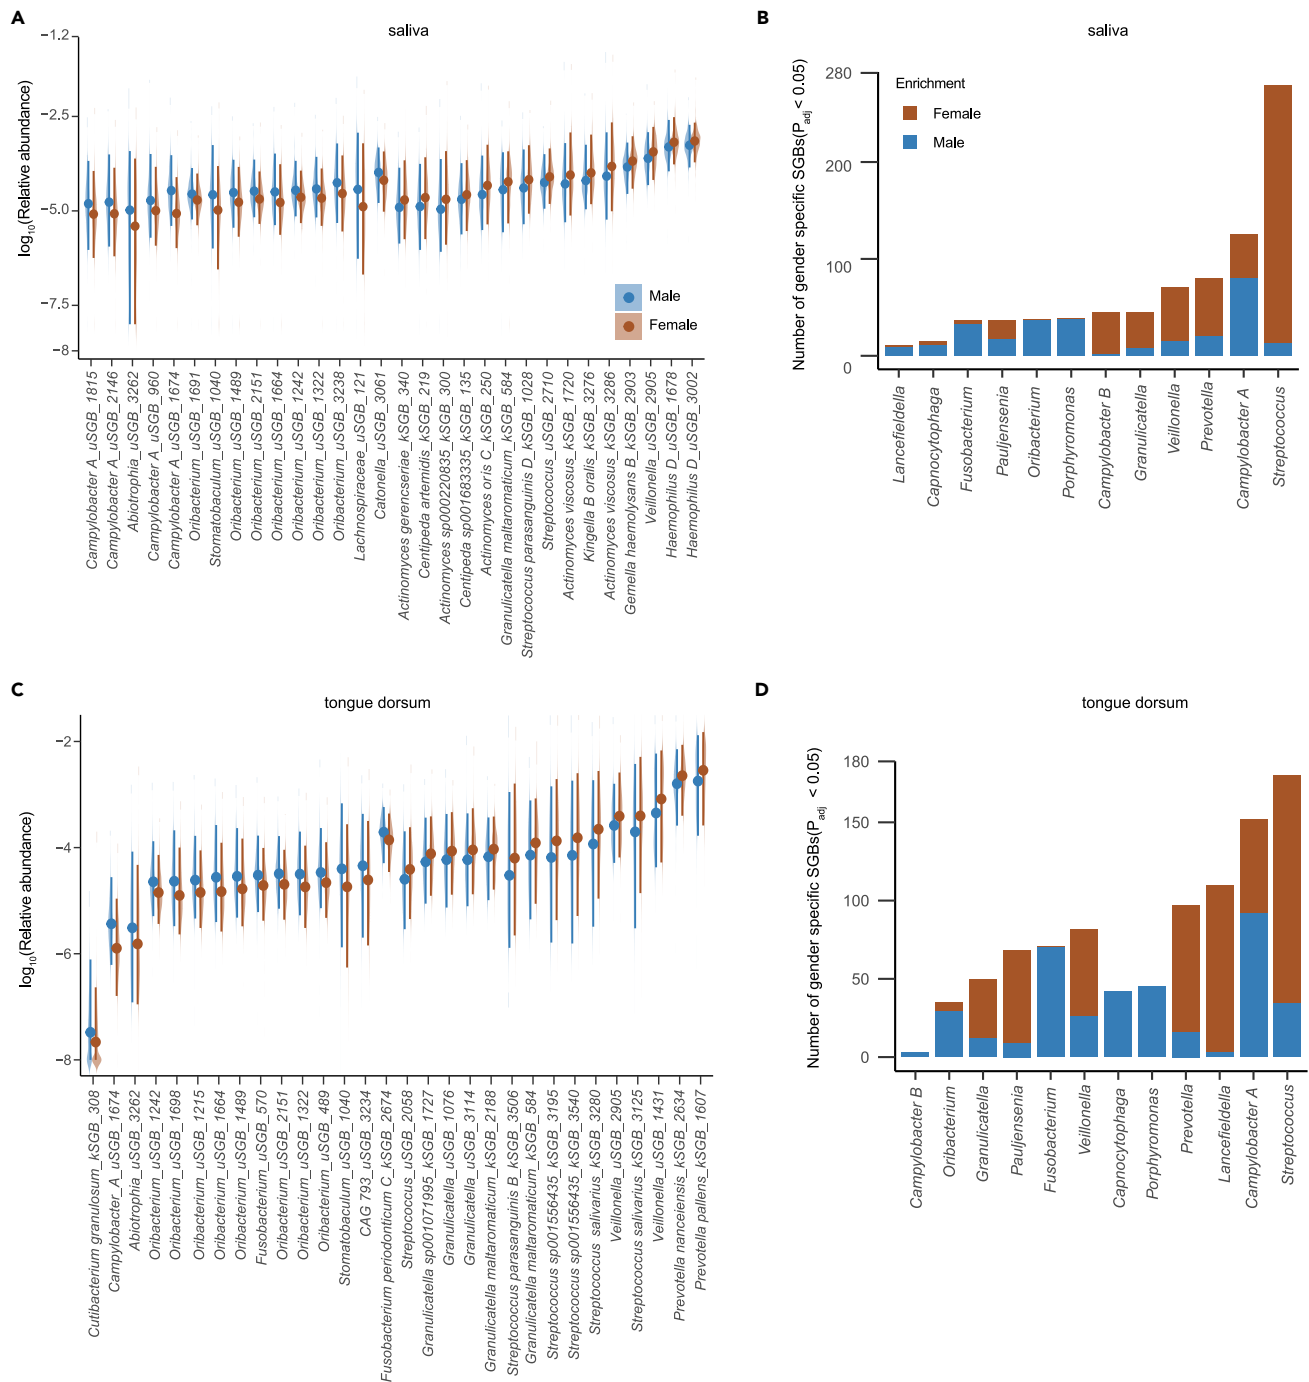 A
saliva
log10(Relative abundance)
−1.2
−2.5
−5.0
−7.5
−8
Male
Female
Campylobacter A_uSGB_1815
Campylobacter A_uSGB_2146
Abiotrophia_uSGB_3262
Campylobacter A_uSGB_960
Campylobacter A_uSGB_1674
Oribacterium_uSGB_1691
Stomatobaculum_uSGB_1040
Oribacterium_uSGB_1489
Oribacterium_uSGB_2151
Oribacterium_uSGB_1664
Oribacterium_uSGB_1242
Oribacterium_uSGB_1322
Oribacterium_uSGB_3238
Lachnospiraceae_uSGB_121
Catonella_uSGB_3061
Actinomyces gerencseriae_kSGB_340
Centipeda artemidis_kSGB_219
Actinomyces sp000220835_kSGB_300
Centipeda sp001683335_kSGB_135
Actinomyces oris C_kSGB_250
Granulicatella maltaromaticum_kSGB_584
Streptococcus parasanguinis D_kSGB_1028
Streptococcus_uSGB_2710
Actinomyces viscosus_kSGB_1720
Kingella B oralis_kSGB_3276
Actinomyces viscosus_kSGB_3286
Gemella haemolysans B_kSGB_2903
Veillonella_uSGB_2905
Haemophilus D_uSGB_1678
Haemophilus D_uSGB_3002
B
saliva
Number of gender specific SGBs(Padj < 0.05)
280
200
100
0
Enrichment
Female
Male
Lancefieldella
Capnocytophaga
Fusobacterium
Pauljensenia
Oribacterium
Porphyromonas
Campylobacter B
Granulicatella
Veillonella
Prevotella
Campylobacter A
Streptococcus
C
tongue dorsum
log10(Relative abundance)
−2
−4
−6
−8
Cutibacterium granulosum_kSGB_308
Campylobacter_A_uSGB_1674
Abiotrophia_uSGB_3262
Oribacterium_uSGB_1242
Oribacterium_uSGB_1698
Oribacterium_uSGB_1215
Oribacterium_uSGB_1664
Oribacterium_uSGB_1489
Fusobacterium_uSGB_570
Oribacterium_uSGB_2151
Oribacterium_uSGB_1322
Oribacterium_uSGB_489
Stomatobaculum_uSGB_1040
CAG 793_uSGB_3234
Fusobacterium periodonticum C_kSGB_2674
Streptococcus_uSGB_2058
Granulicatella sp001071995_kSGB_1727
Granulicatella_uSGB_1076
Granulicatella_uSGB_3114
Granulicatella maltaromaticum_kSGB_2188
Streptococcus parasanguinis B_kSGB_3506
Granulicatella maltaromaticum_kSGB_584
Streptococcus sp001556435_kSGB_3195
Streptococcus sp001556435_kSGB_3540
Streptococcus salivarius_kSGB_3280
Veillonella_uSGB_2905
Streptococcus salivarius_kSGB_3125
Veillonella_uSGB_1431
Prevotella nanceiensis_kSGB_2634
Prevotella pallens_kSGB_1607
D
tongue dorsum
Number of gender specific SGBs(Padj < 0.05)
180
150
100
50
0
Campylobacter B
Oribacterium
Granulicatella
Pauljensenia
Fusobacterium
Veillonella
Capnocytophaga
Porphyromonas
Prevotella
Lancefieldella
Campylobacter A
Streptococcus